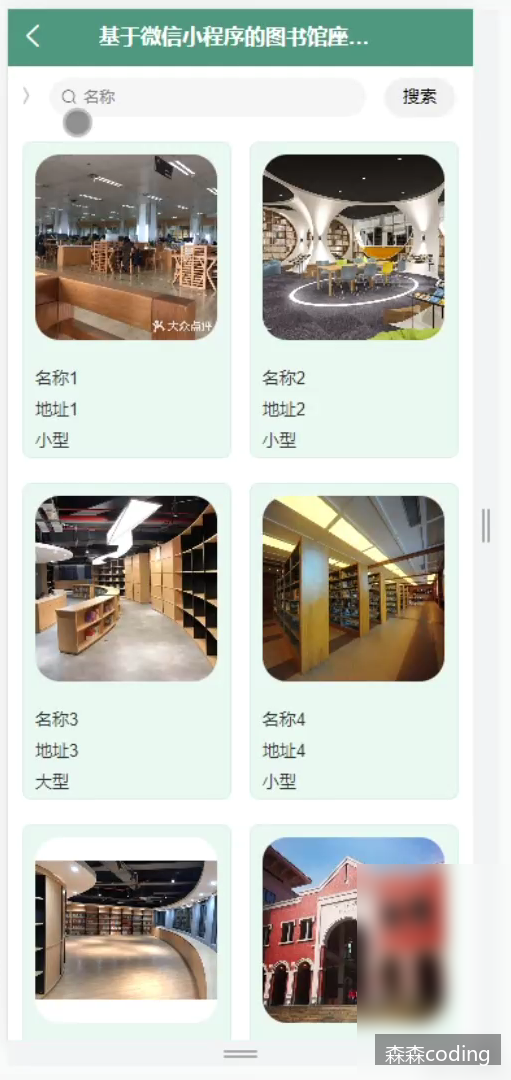 基于微信小程序的图书馆座...
名称
搜索
大众点评
名称1
地址1
小型
名称2
地址2
小型
名称3
地址3
大型
名称4
地址4
小型
森森coding